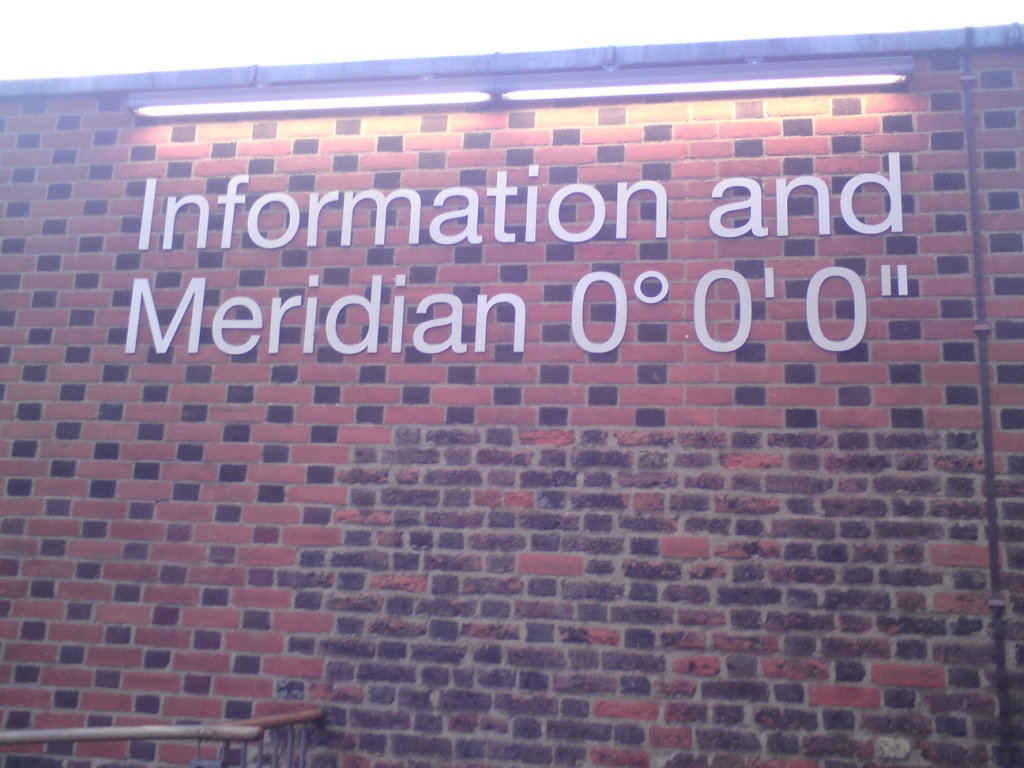 Information and
Meridian 0° 0' 0"